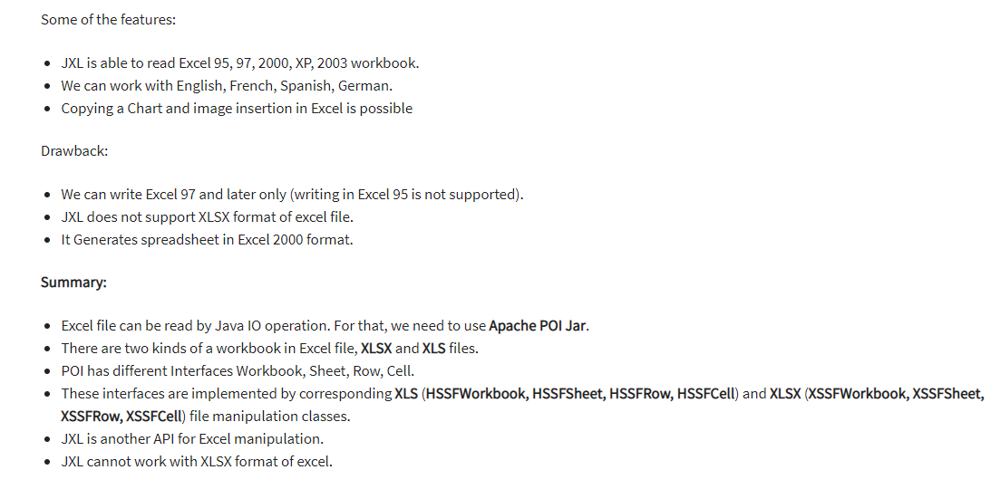 Some of the features:
JXL is able to read Excel 95, 97, 2000, XP, 2003 workbook.
We can work with English, French, Spanish, German.
Copying a Chart and image insertion in Excel is possible
Drawback:
We can write Excel 97 and later only (writing in Excel 95 is not supported).
JXL does not support XLSX format of excel file.
It Generates spreadsheet in Excel 2000 format.
Summary:
Excel file can be read by Java IO operation. For that, we need to use Apache POI Jar.
There are two kinds of a workbook in Excel file, XLSX and XLS files.
POI has different Interfaces Workbook, Sheet, Row, Cell.
These interfaces are implemented by corresponding XLS (HSSFWorkbook, HSSFSheet, HSSFRow, HSSFCell) and XLSX (XSSFWorkbook, XSSFSheet,
XSSFRow, XSSFCell) file manipulation classes.
JXL is another API for Excel manipulation.
JXL cannot work with XLSX format of excel.